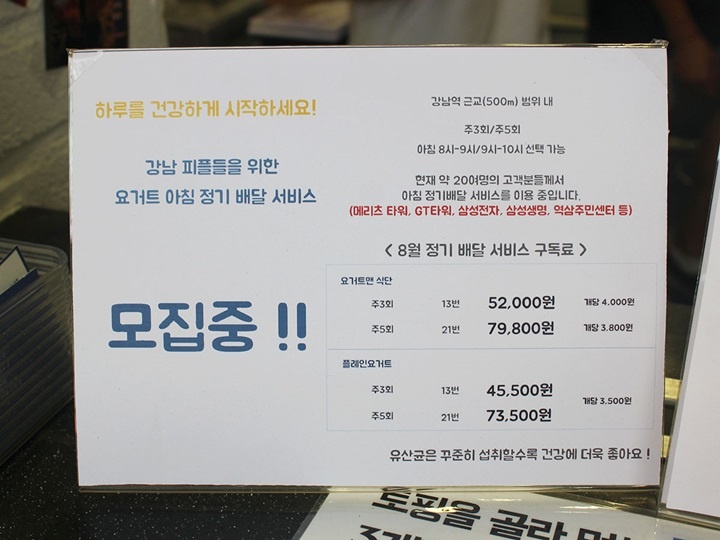 하루를 건강하게 시작하세요!
강남 피플들을 위한
요거트 아침 정기 배달 서비스
모집중 !!
강남역 근교(500m) 범위 내
주3회/주5회
아침 8시-9시/9시-10시 선택 가능
현재 약 20여명의 고객분들께서
아침 정기배달 서비스를 이용 중입니다.
(메리츠 타워, GT타워, 삼성전자, 삼성생명, 역삼주민센터 등)
< 8월 정기 배달 서비스 구독료 >
요거트맨 식단
주3회 13번 52,000원 개당 4.000원
주5회 21번 79,800원 개당 3.800원
플레인요거트
주3회 13번 45,500원
개당 3.500원
주5회 21번 73,500원
유산균은 꾸준히 섭취할수록 건강에 더욱 좋아요 !
토핑을 골라